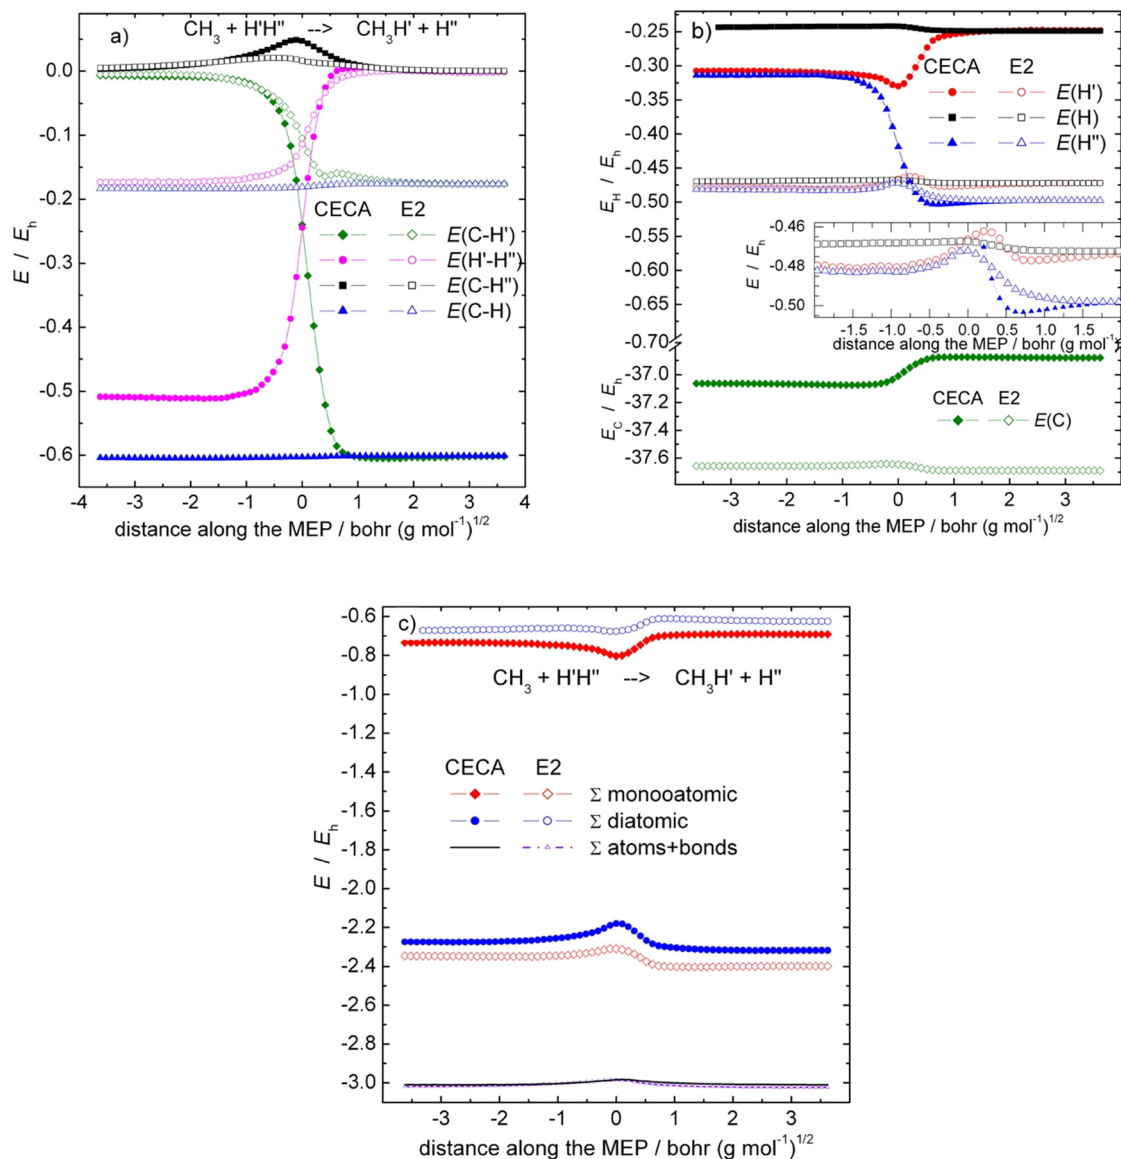 a) CH3 + H'H" --> CH3H' + H"
0.0
-0.1
-0.2
-0.3
-0.4
-0.5
-0.6
E / Eh
CECA E2
E(C-H')
E(H'-H")
E(C-H")
E(C-H)
-4 -3 -2 -1 0 1 2 3 4
distance along the MEP / bohr (g mol-1)1/2
b)
-0.25
-0.30
-0.35
-0.40
-0.45
-0.50
-0.55
-0.60
-0.65
-0.70
-37.0
-37.2
-37.4
-37.6
EH / Eh
EC / Eh
CECA E2
E(H')
E(H)
E(H")
-0.46
-0.48
-0.50
E / Eh
-1.5 -1.0 -0.5 0.0 0.5 1.0 1.5
distance along the MEP / bohr (g mol-1)
CECA E2
E(C)
-3 -2 -1 0 1 2 3
distance along the MEP / bohr (g mol-1)1/2
c)
-0.6
-0.8
-1.0
-1.2
-1.4
-1.6
-1.8
-2.0
-2.2
-2.4
-2.6
-2.8
-3.0
E / Eh
CH3 + H'H" --> CH3H' + H"
CECA E2
Σ monooatomic
Σ diatomic
Σ atoms+bonds
-3 -2 -1 0 1 2 3
distance along the MEP / bohr (g mol-1)1/2